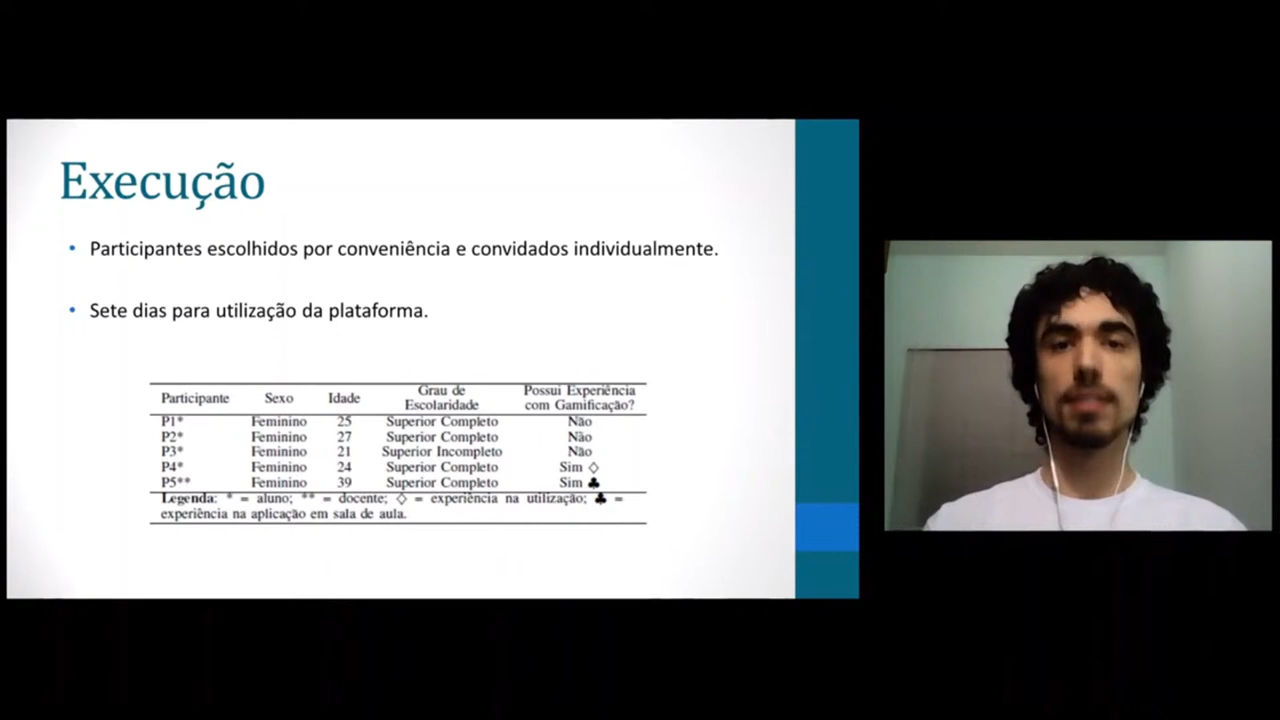 Execução
• Participantes escolhidos por conveniência e convidados individualmente.
• Sete dias para utilização da plataforma.
Participante Sexo Idade Grau de Escolaridade Possui Experiência com Gamificação?
P1* Feminino 25 Superior Completo Não
P2* Feminino 27 Superior Completo Não
P3* Feminino 21 Superior Incompleto Não
P4* Feminino 24 Superior Completo Sim ◇
P5** Feminino 39 Superior Completo Sim ♣
Legenda: * = aluno; ** = docente; ◇ = experiência na utilização; ♣ =
experiência na aplicação em sala de aula.